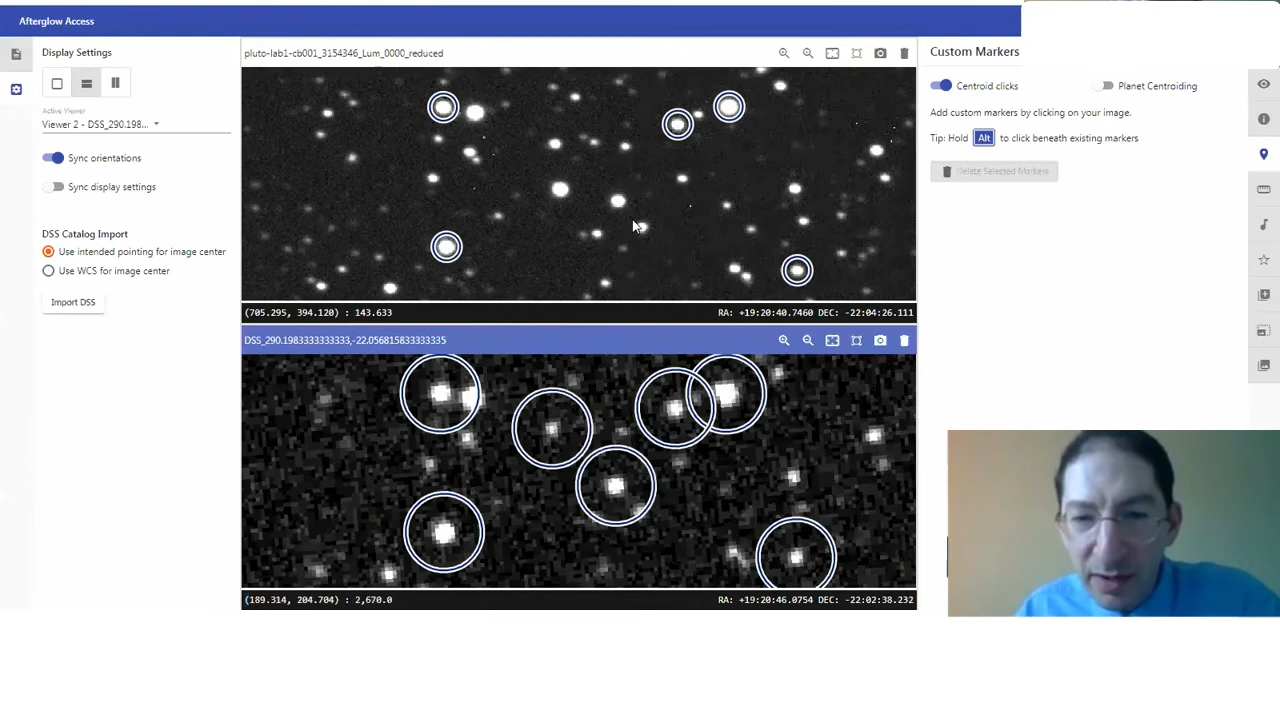 Afterglow Access
Display Settings
Active Viewer
Viewer 2 - DSS_290.198...
Sync orientations
Sync display settings
DSS Catalog Import
Use intended pointing for image center
Use WCS for image center
Import DSS
pluto-lab1-cb001_3154346_Lum_0000_reduced
(705.295, 394.120) : 143.633
RA: +19:20:40.7460 DEC: -22:04:26.111
DSS_290.1983333333333,-22.056815833333335
(189.314, 204.704) : 2,670.0
RA: +19:20:46.0754 DEC: -22:02:38.232
Custom Markers
Centroid clicks
Planet Centroiding
Add custom markers by clicking on your image.
Tip: Hold Alt to click beneath existing markers
Delete Selected Markers